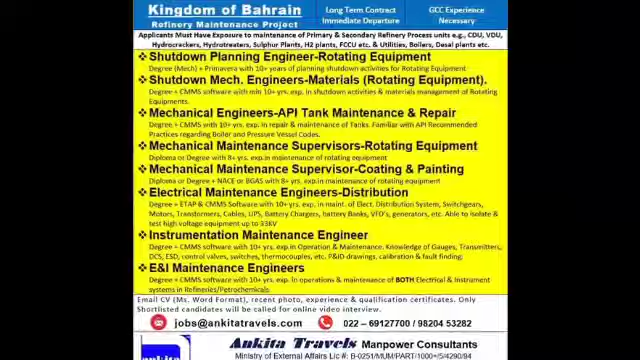 Kingdom of Bahrain
Refinery Maintenance Project
Long Term Contract
Immediate Departure
GCC Experience
Necessary
Applicants Must Have Exposure to maintenance of Primary & Secondary Refinery Process units e.g., CDU, VDU,
Hydrocrackers, Hydrotreaters, Sulphur Plants, H2 plants, FCCU etc. & Utilities, Boilers, Desal plants etc.
❖ Shutdown Planning Engineer-Rotating Equipment
Degree (Mech) + Primavera with 10+ years of planning shutdown activities for Rotating Equipment
❖ Shutdown Mech. Engineers-Materials (Rotating Equipment).
Degree + CMMS software with min 10+ yrs. exp. in shutdown activities & materials management of Rotating
Equipments.
❖ Mechanical Engineers-API Tank Maintenance & Repair
Degree + CMMS with 10+ yrs. exp. in repair & maintenance of Tanks. Familiar with API Recommended
Practices regarding Boiler and Pressure Vessel Codes.
❖ Mechanical Maintenance Supervisors-Rotating Equipment
Diploma or Degree with 8+ yrs. exp.in maintenance of rotating equipment
❖ Mechanical Maintenance Supervisor-Coating & Painting
Diploma or Degree + NACE or BGAS with 8+ yrs. exp.in maintenance of rotating equipment
❖ Electrical Maintenance Engineers-Distribution
Degree + ETAP & CMMS Software with 10+ yrs. exp. in maint. of Elect. Distribution System, Switchgears,
Motors, Transformers, Cables, UPS, Battery Chargers, battery Banks, VFD's, generators, etc. Able to isolate &
test high voltage equipment up to 33KV
❖ Instrumentation Maintenance Engineer
Degree + CMMS software with 10+ yrs. exp in Operation & Maintenance. Knowledge of Gauges, Transmitters,
DCS, ESD, control valves, switches, thermocouples, etc. P&ID drawings, calibration & fault finding.
❖ E&I Maintenance Engineers
Degree + CMMS software with 10+ yrs. exp. in operations & maintenance of BOTH Electrical & Instrument
systems in Refineries/Petrochemicals.
Email CV (Ms. Word Format), recent photo, experience & qualification certificates. Only
Shortlisted candidates will be called for online video interview.
jobs@ankitatravels.com
022 – 69127700 / 98204 53282
ankita
Ankita Travels Manpower Consultants
Ministry of External Affairs Lic #: B-0251/MUM/PART/1000+/5/4290/94